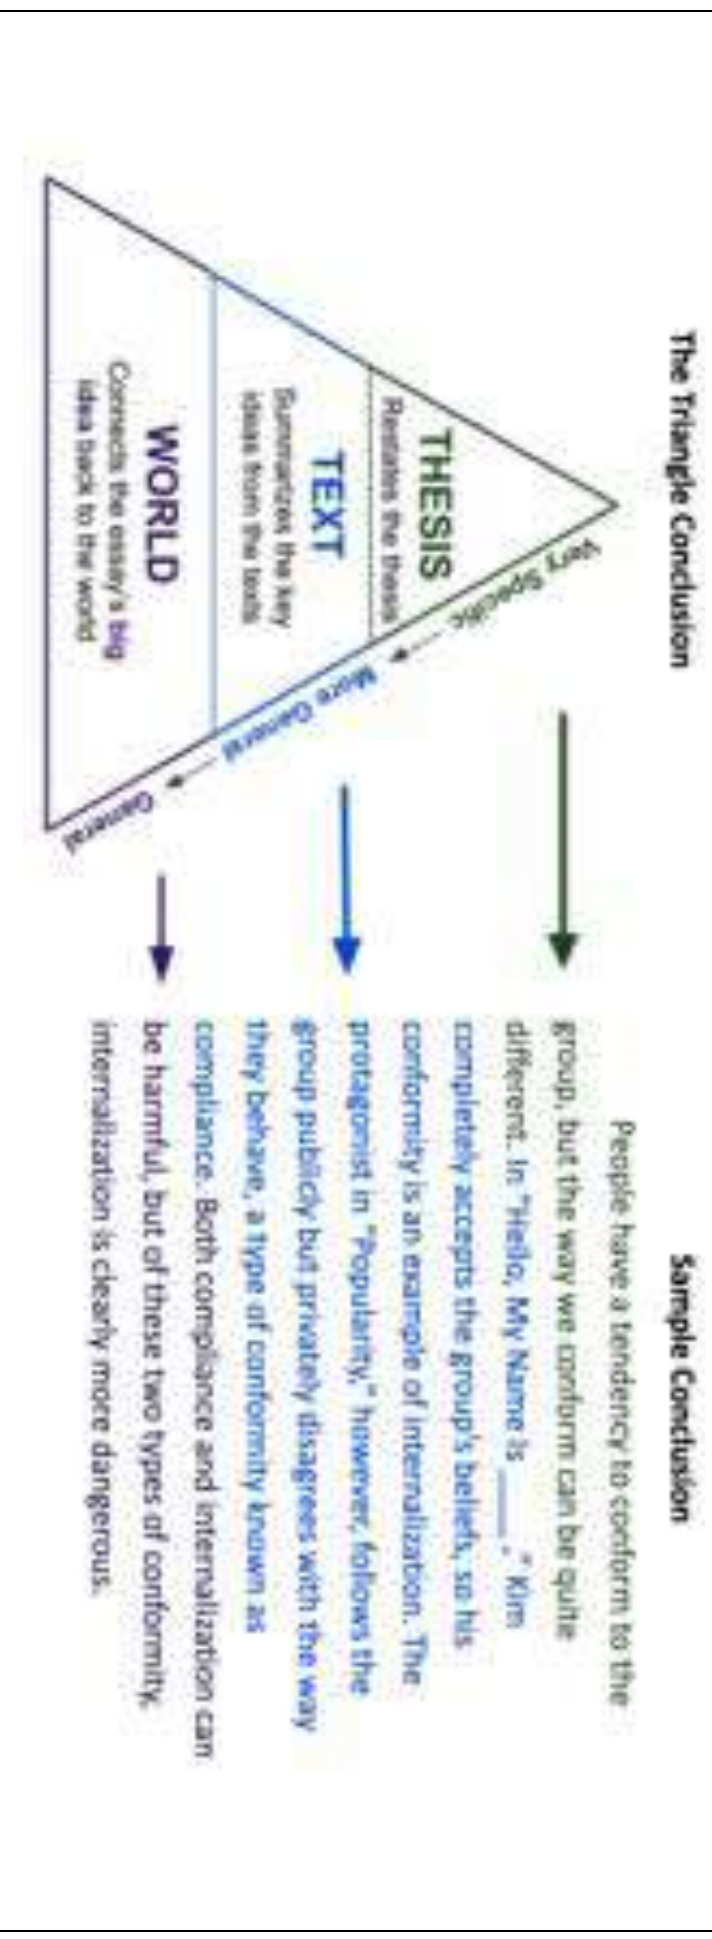 The Triangle Conclusion
THESIS
Restates the thesis
TEXT
Summarizes the key
ideas from the texts
WORLD
Connects the essay's big
idea back to the world
Very Specific
More General
General
Sample Conclusion
People have a tendency to conform to the
group, but the way we conform can be quite
different. In "Hello, My Name is _____," Kim
completely accepts the group's beliefs, so his
conformity is an example of internalization. The
protagonist in "Popularity," however, follows the
group publicly but privately disagrees with the way
they behave, a type of conformity known as
compliance. Both compliance and internalization can
be harmful, but of these two types of conformity,
internalization is clearly more dangerous.